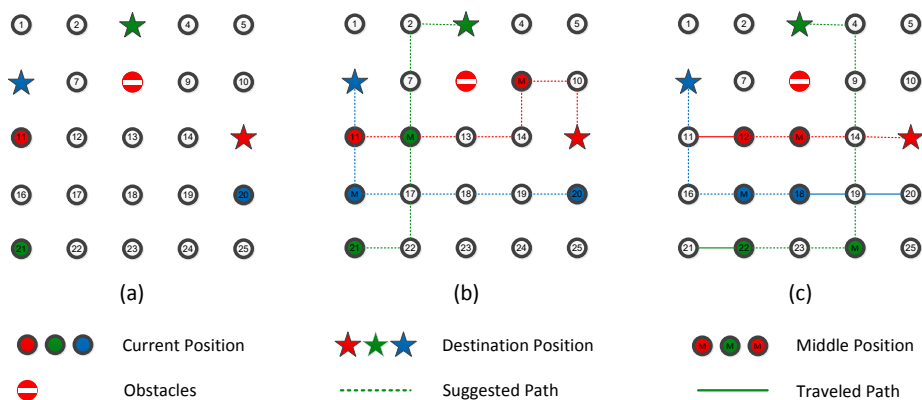 1 2 4 5
7 9 10
11 12 13 14
16 17 18 19 20
21 22 23 24 25
(a)
1 2 4 5
7 M 10
11 M 13 14
M 17 18 19 20
21 22 23 24 25
(b)
1 2 4 5
7 9 10
11 12 M 14
16 M 18 19 20
21 22 23 M 25
(c)
Current Position
Destination Position
M M M Middle Position
Obstacles
Suggested Path
Traveled Path